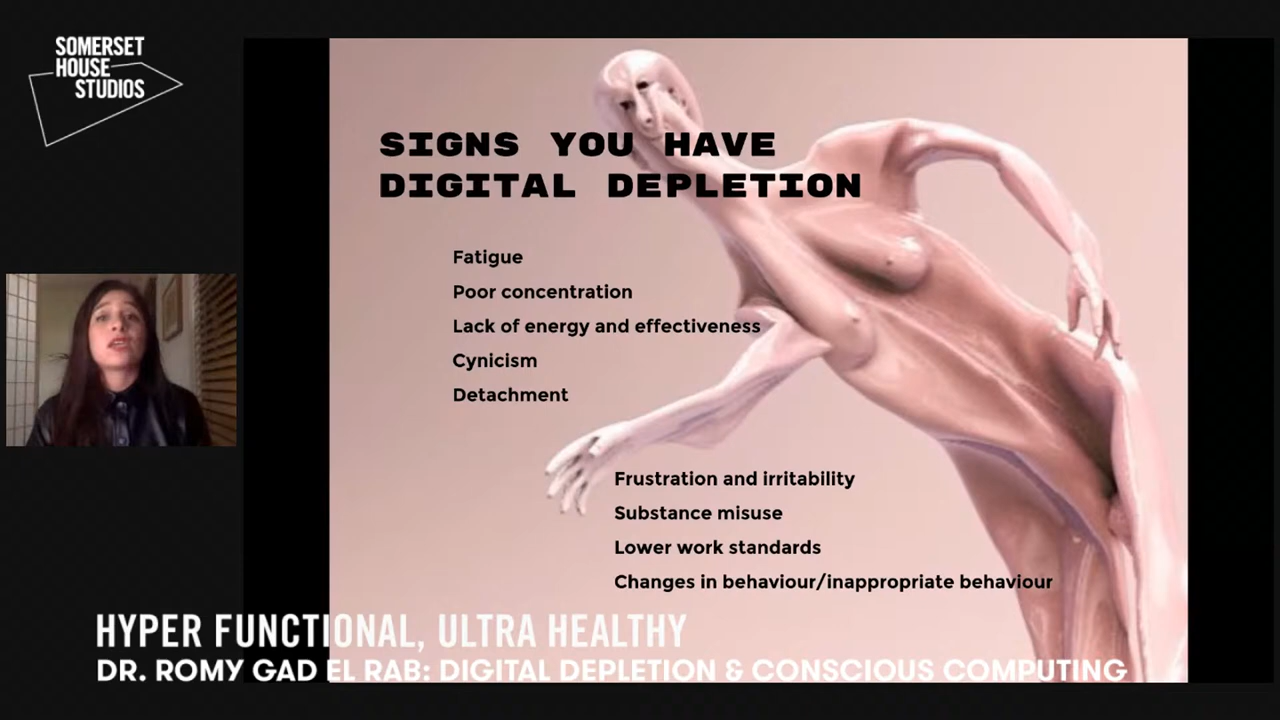 SOMERSET
HOUSE
STUDIOS
SIGNS YOU HAVE
DIGITAL DEPLETION
Fatigue
Poor concentration
Lack of energy and effectiveness
Cynicism
Detachment
Frustration and irritability
Substance misuse
Lower work standards
Changes in behaviour/inappropriate behaviour
HYPER FUNCTIONAL, ULTRA HEALTHY
DR. ROMY GAD EL RAB: DIGITAL DEPLETION & CONSCIOUS COMPUTING